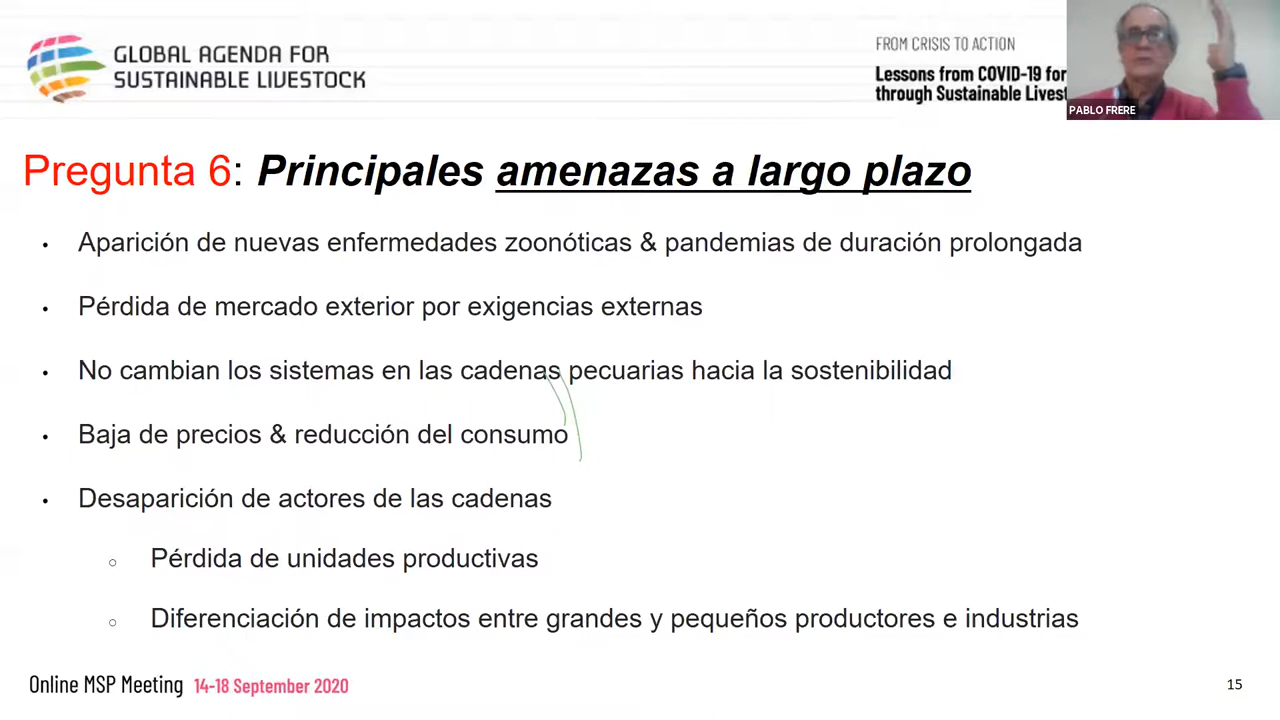 GLOBAL AGENDA FOR
SUSTAINABLE LIVESTOCK
FROM CRISIS TO ACTION
Lessons from COVID-19 for
through Sustainable Livest
PABLO FRERE
Pregunta 6: Principales amenazas a largo plazo
• Aparición de nuevas enfermedades zoonóticas & pandemias de duración prolongada
• Pérdida de mercado exterior por exigencias externas
• No cambian los sistemas en las cadenas pecuarias hacia la sostenibilidad
• Baja de precios & reducción del consumo
• Desaparición de actores de las cadenas
○ Pérdida de unidades productivas
○ Diferenciación de impactos entre grandes y pequeños productores e industrias
Online MSP Meeting 14-18 September 2020
15